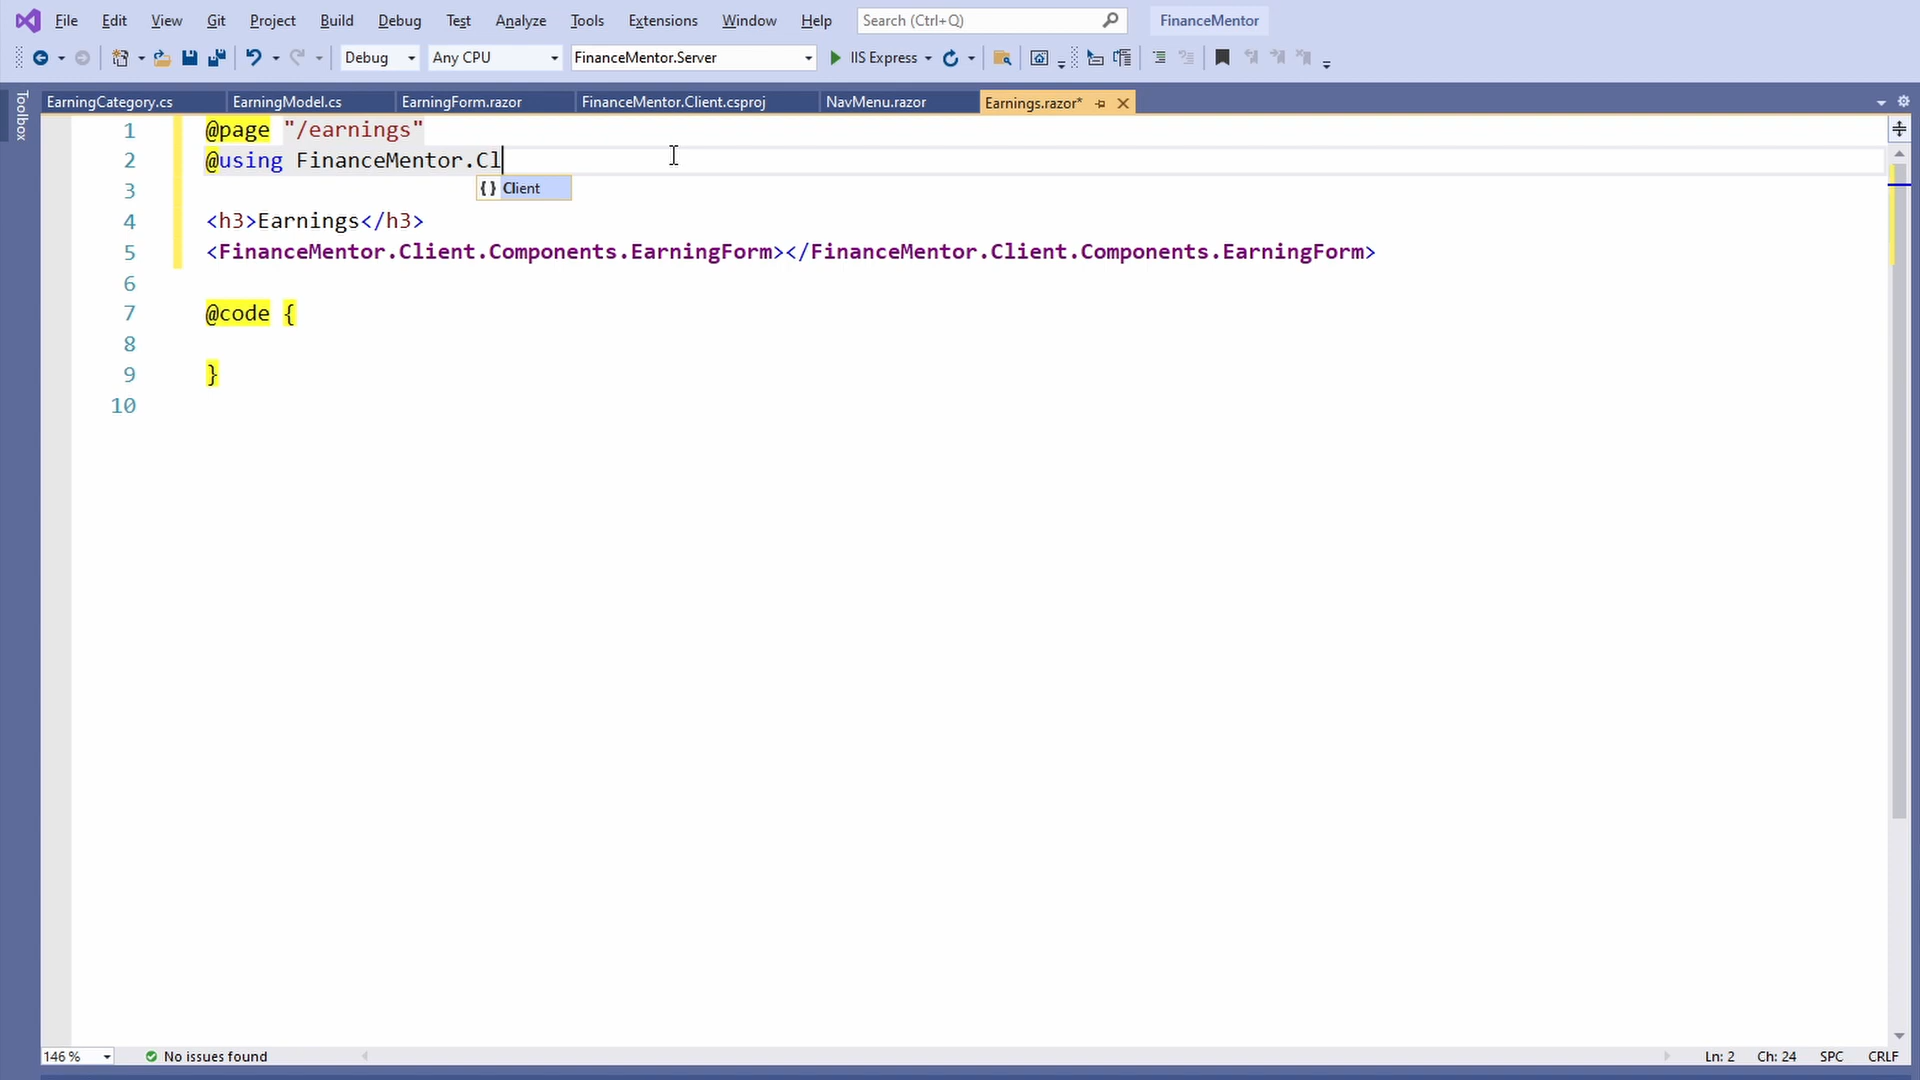 File Edit View Git Project Build Debug Test Analyze Tools Extensions Window Help Search (Ctrl+Q) FinanceMentor
Debug Any CPU FinanceMentor.Server IIS Express
Toolbox
EarningCategory.cs EarningModel.cs EarningForm.razor FinanceMentor.Client.csproj NavMenu.razor Earnings.razor*
1 @page "/earnings"
2 @using FinanceMentor.Cl
{} Client
3
4 <h3>Earnings</h3>
5 <FinanceMentor.Client.Components.EarningForm></FinanceMentor.Client.Components.EarningForm>
6
7 @code {
8
9 }
10
146 % No issues found Ln: 2 Ch: 24 SPC CRLF